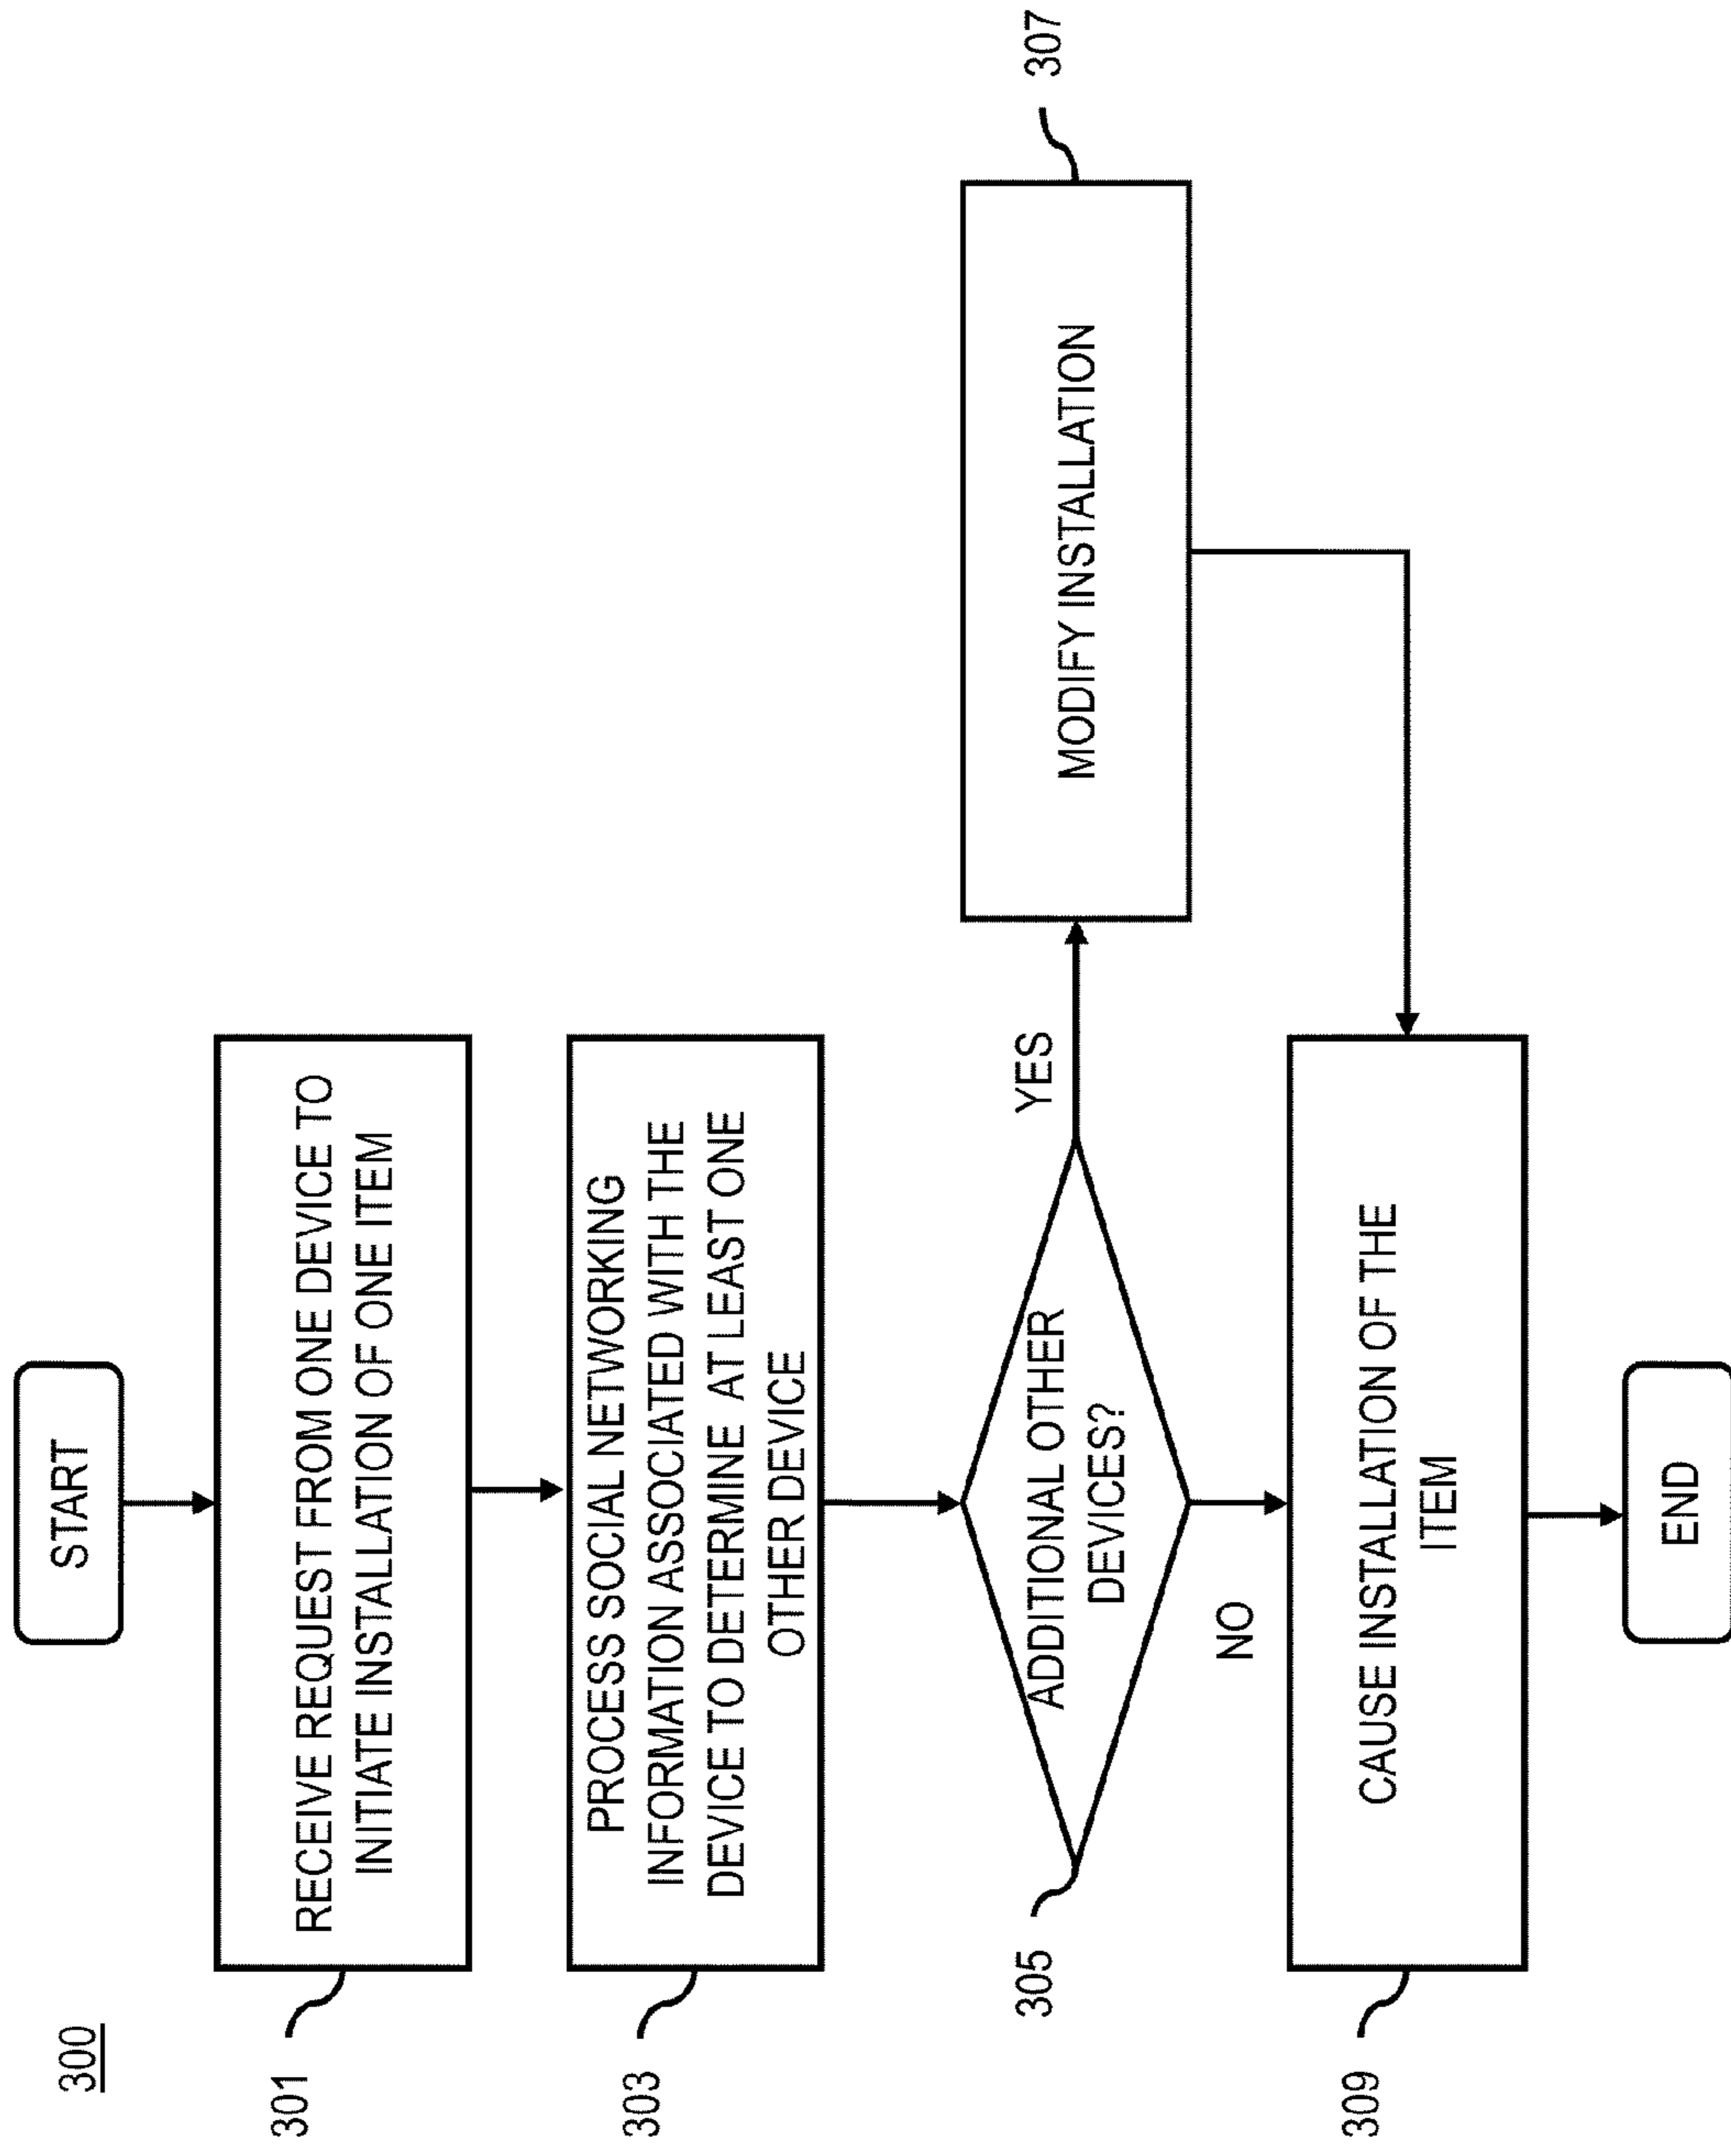 300
START
301
RECEIVE REQUEST FROM ONE DEVICE TO
INITIATE INSTALLATION OF ONE ITEM
303
PROCESS SOCIAL NETWORKING
INFORMATION ASSOCIATED WITH THE
DEVICE TO DETERMINE AT LEAST ONE
OTHER DEVICE
305
ADDITIONAL OTHER
DEVICES?
YES
NO
MODIFY INSTALLATION
307
309
CAUSE INSTALLATION OF THE
ITEM
END